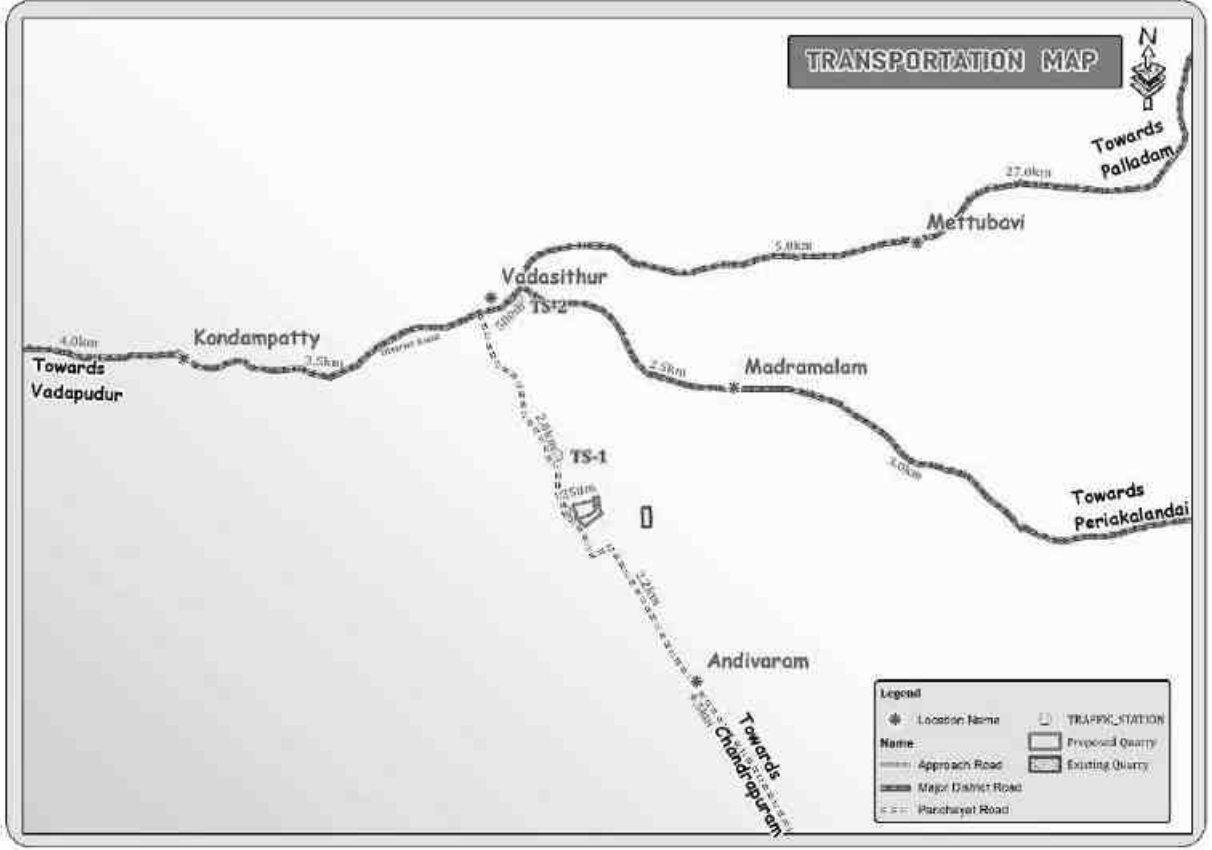 TRANSPORTATION MAP
N
Towards
Palladam
27.0km
Mettubavi
5.0km
Vadasithur
TS-2
500m
Kondampatty
4.0km
Towards
Vadapudur
3.5km
Madramalam
2.5km
2.0km
TS-1
3.0km
Towards
Periakalandai
Andivaram
Towards
Chandrapuram
Legend
Location Name
TRAFFIC_STATION
Name
Proposed Quarry
Approach Road
Existing Quarry
Major District Road
Panchayat Road